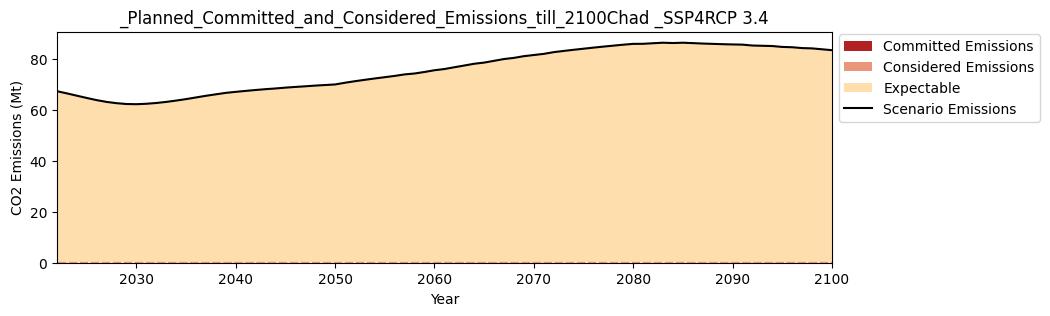 _Planned_Committed_and_Considered_Emissions_till_2100Chad _SSP4RCP 3.4
CO2 Emissions (Mt)
80
60
40
20
0
2030 2040 2050 2060 2070 2080 2090 2100
Year
Committed Emissions
Considered Emissions
Expectable
Scenario Emissions